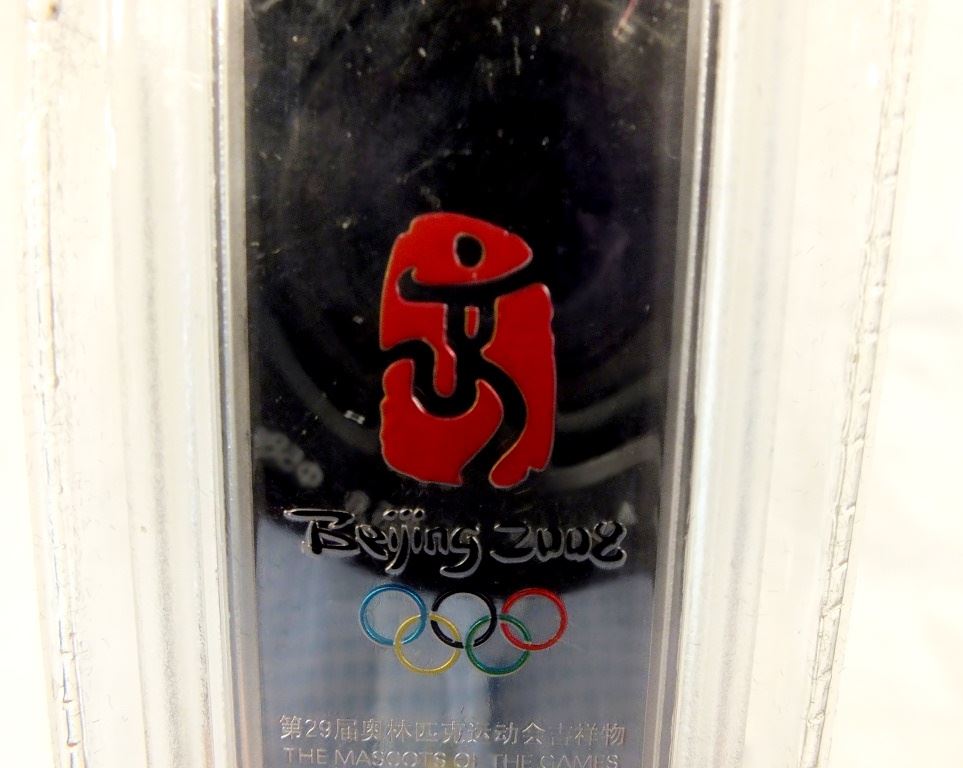 Beijing 2008
第29届奥林匹克运动会吉祥物
THE MASCOTS OF THE GAMES